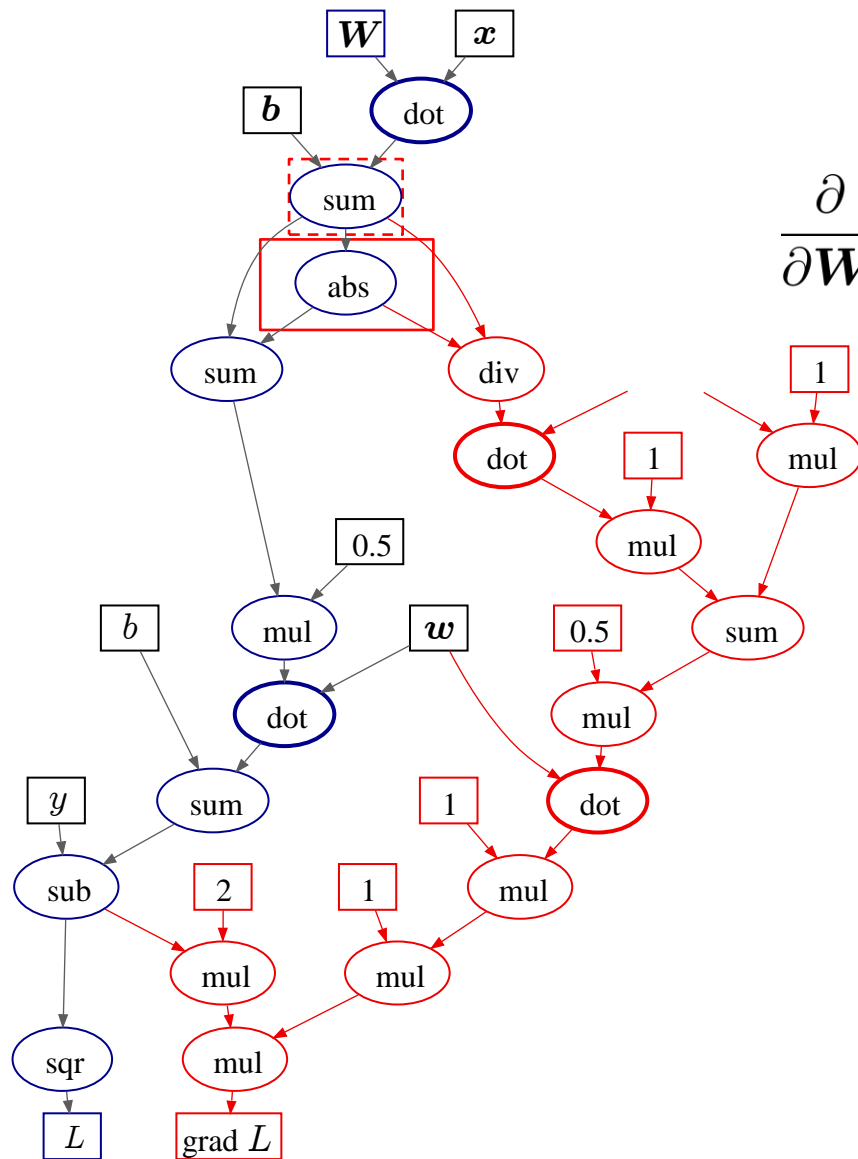 W x
b dot
sum
∂
∂W
abs
sum div 1
dot 1 mul
mul
0.5
b mul w 0.5 sum
dot mul
y sum 1 dot
sub 2 1 mul
mul mul
sqr mul
L grad L